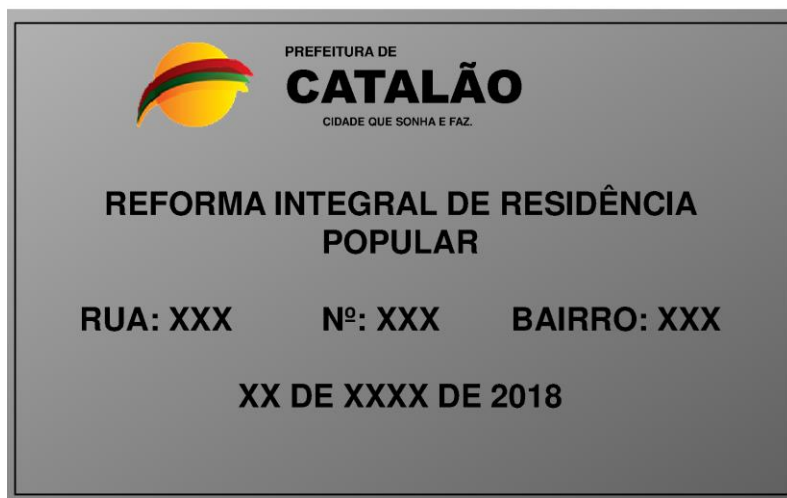 PREFEITURA DE
CATALÃO
CIDADE QUE SONHA E FAZ.
REFORMA INTEGRAL DE RESIDÊNCIA
POPULAR
RUA: XXX Nº: XXX BAIRRO: XXX
XX DE XXXX DE 2018